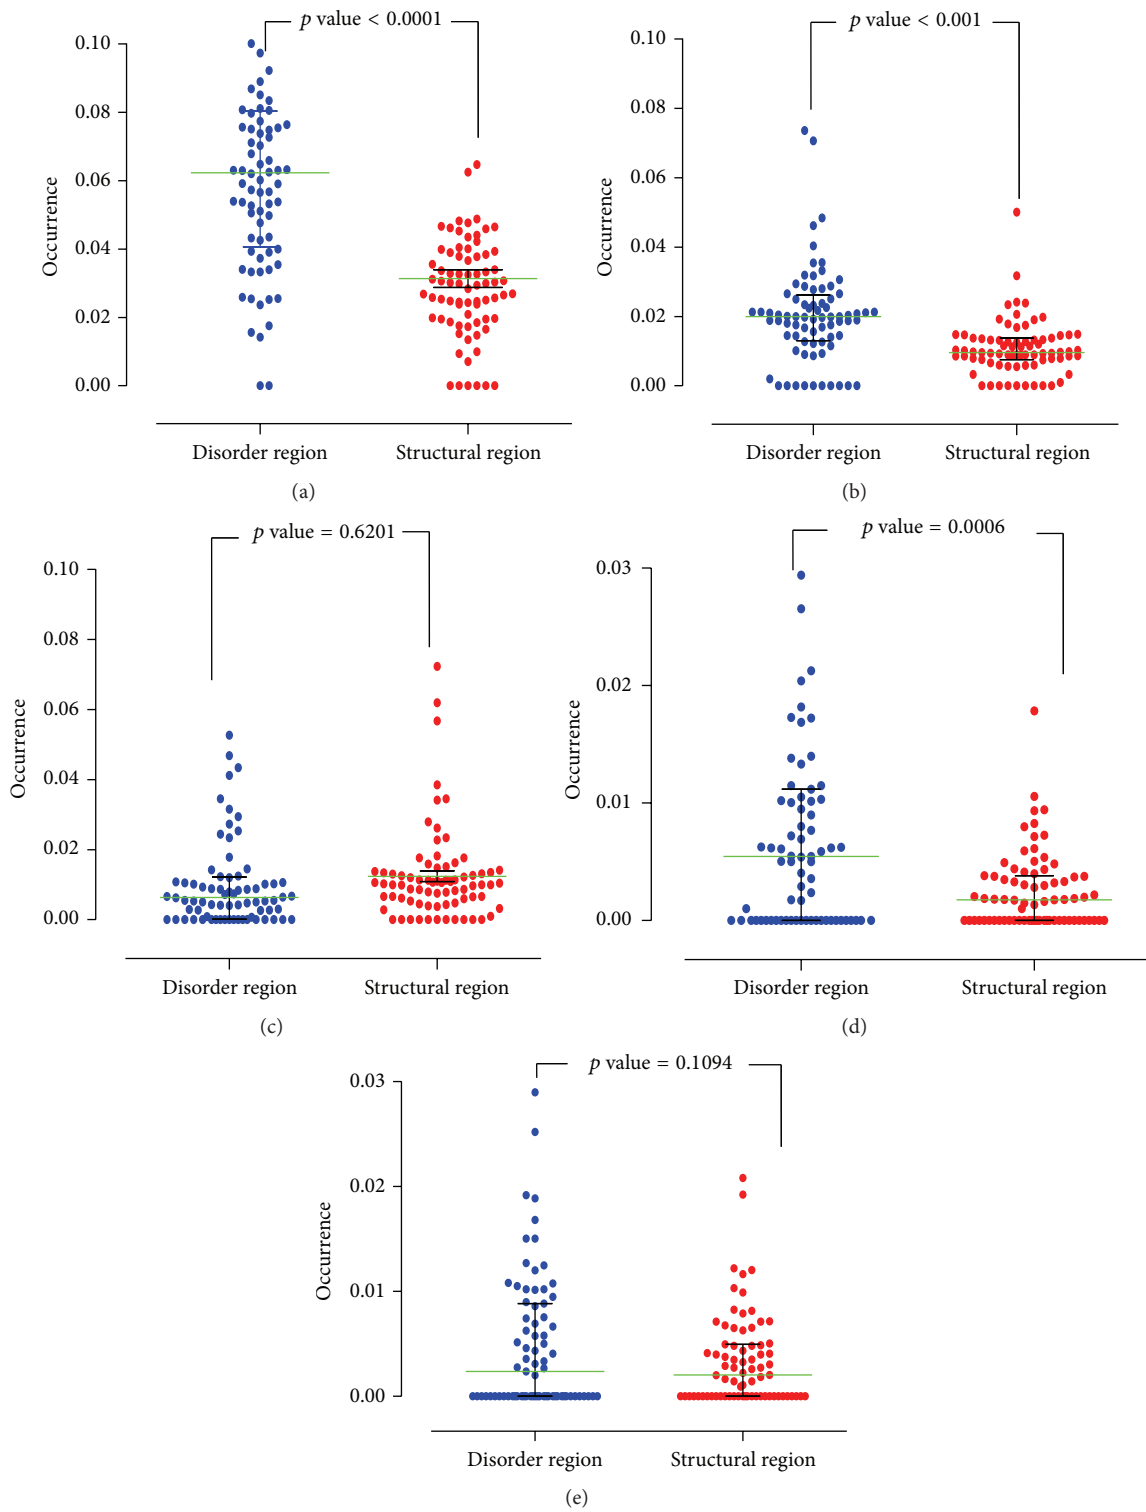 p value < 0.0001
0.10
0.08
0.06
0.04
0.02
0.00
Occurrence
Disorder region
Structural region
(a)
p value < 0.001
0.10
0.08
0.06
0.04
0.02
0.00
Occurrence
Disorder region
Structural region
(b)
p value = 0.6201
0.10
0.08
0.06
0.04
0.02
0.00
Occurrence
Disorder region
Structural region
(c)
p value = 0.0006
0.03
0.02
0.01
0.00
Occurrence
Disorder region
Structural region
(d)
p value = 0.1094
0.03
0.02
0.01
0.00
Occurrence
Disorder region
Structural region
(e)